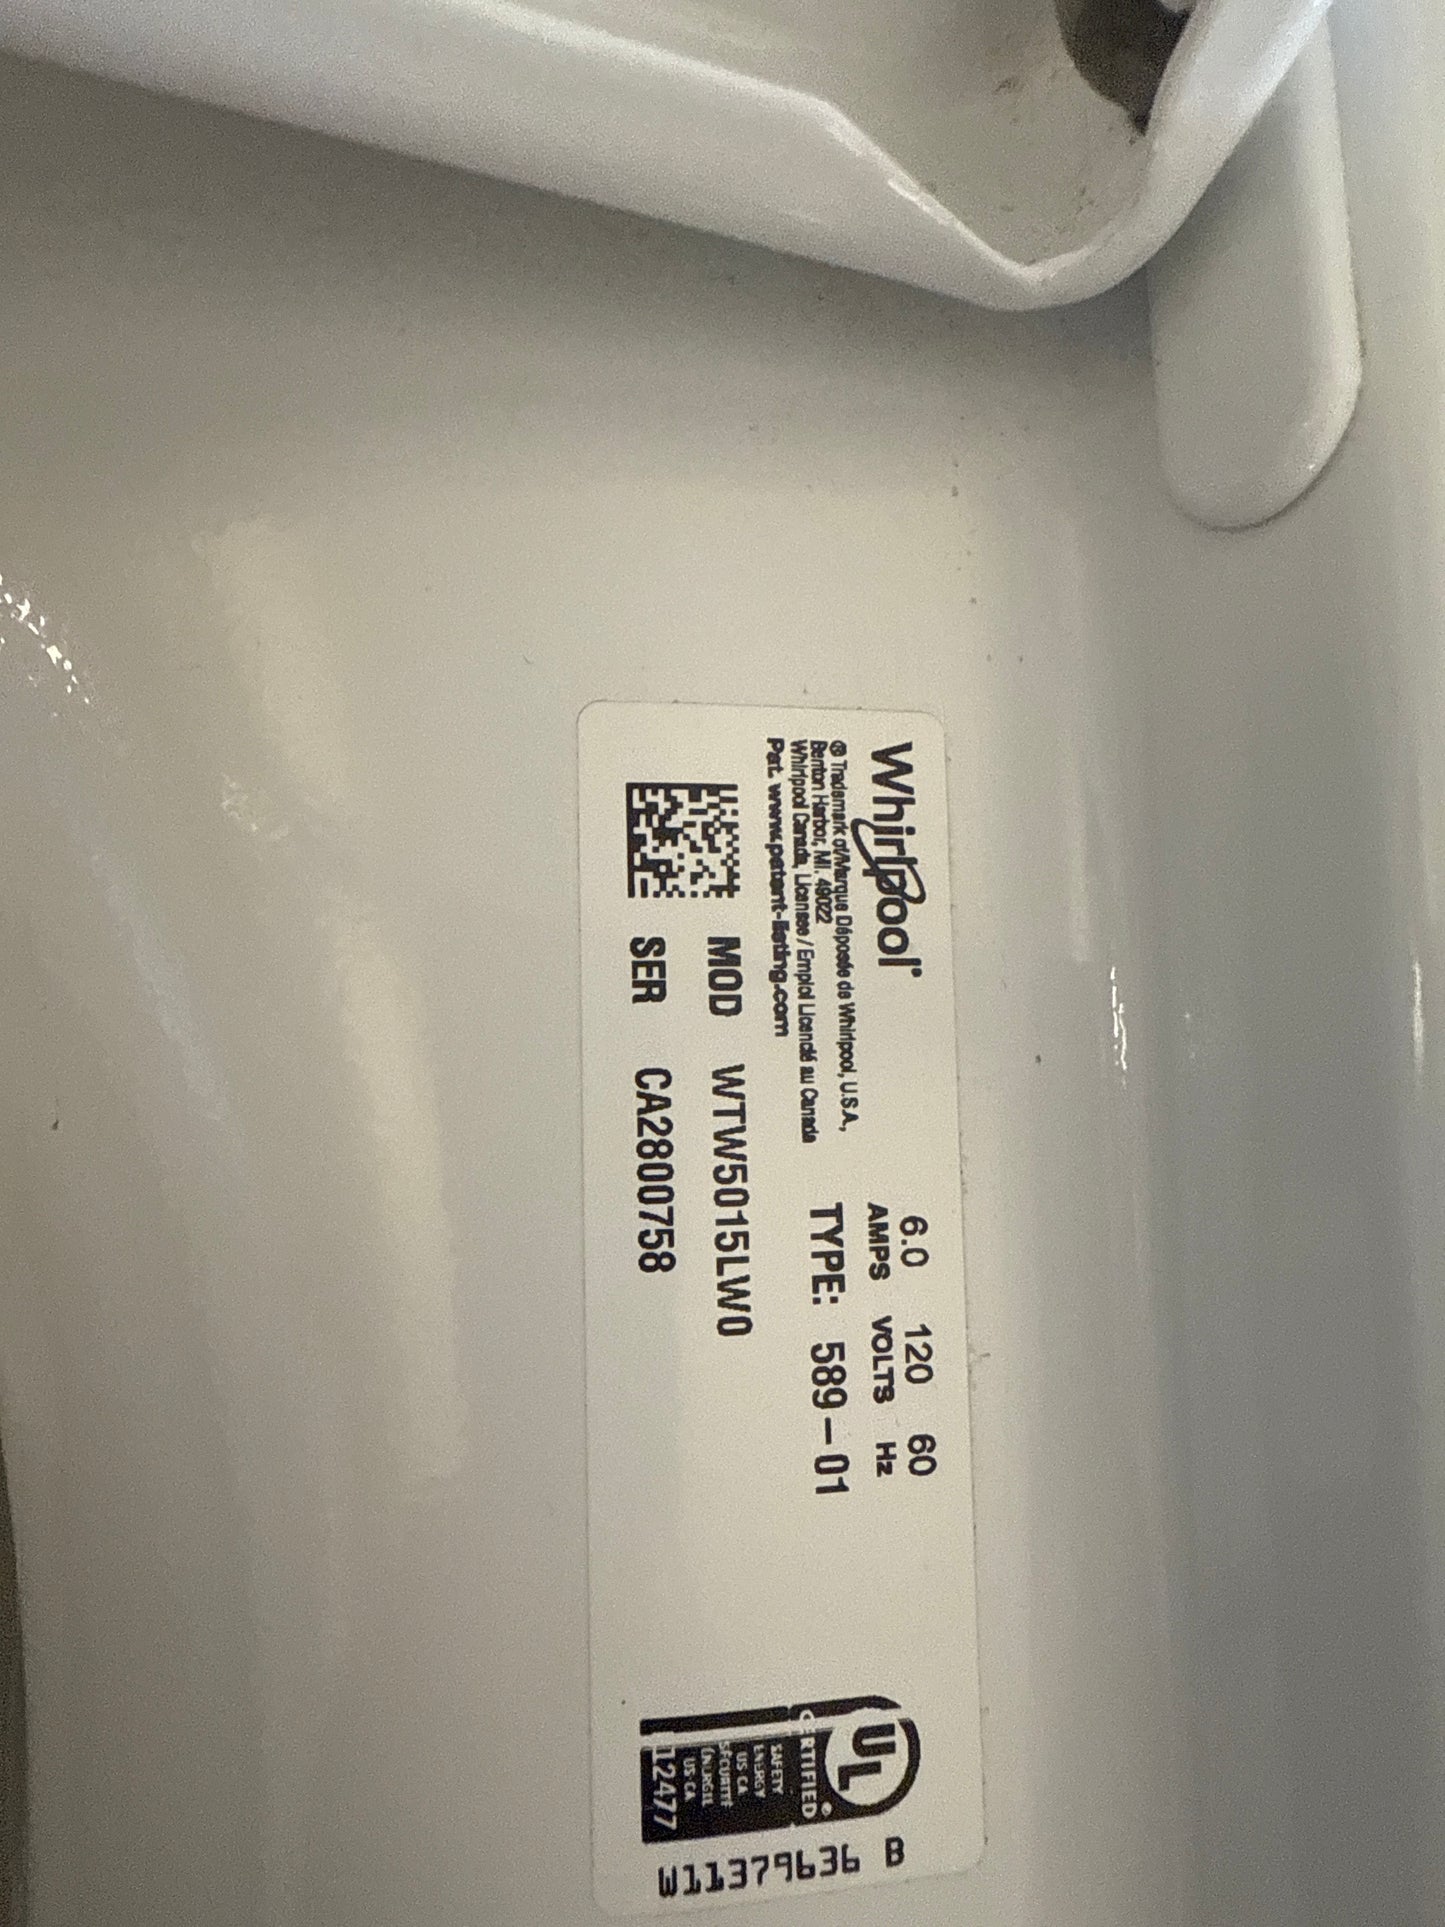 Whirlpool®
® Trademark of/Marque Déposée de Whirlpool, U.S.A.,
Benton Harbor, MI. 49022
Whirlpool Canada, Licensee / Emploi Licencié au Canada
Pat. www.patent-listing.com
6.0 120 60
AMPS VOLTS Hz
TYPE: 589-01
MOD WTW5015LW0
SER CA2800758
UL
CERTIFIED
SAFETY
ENERGY
US-CA
SÉCURITÉ
ÉNERGIE
US-CA
12477
W11379636 B